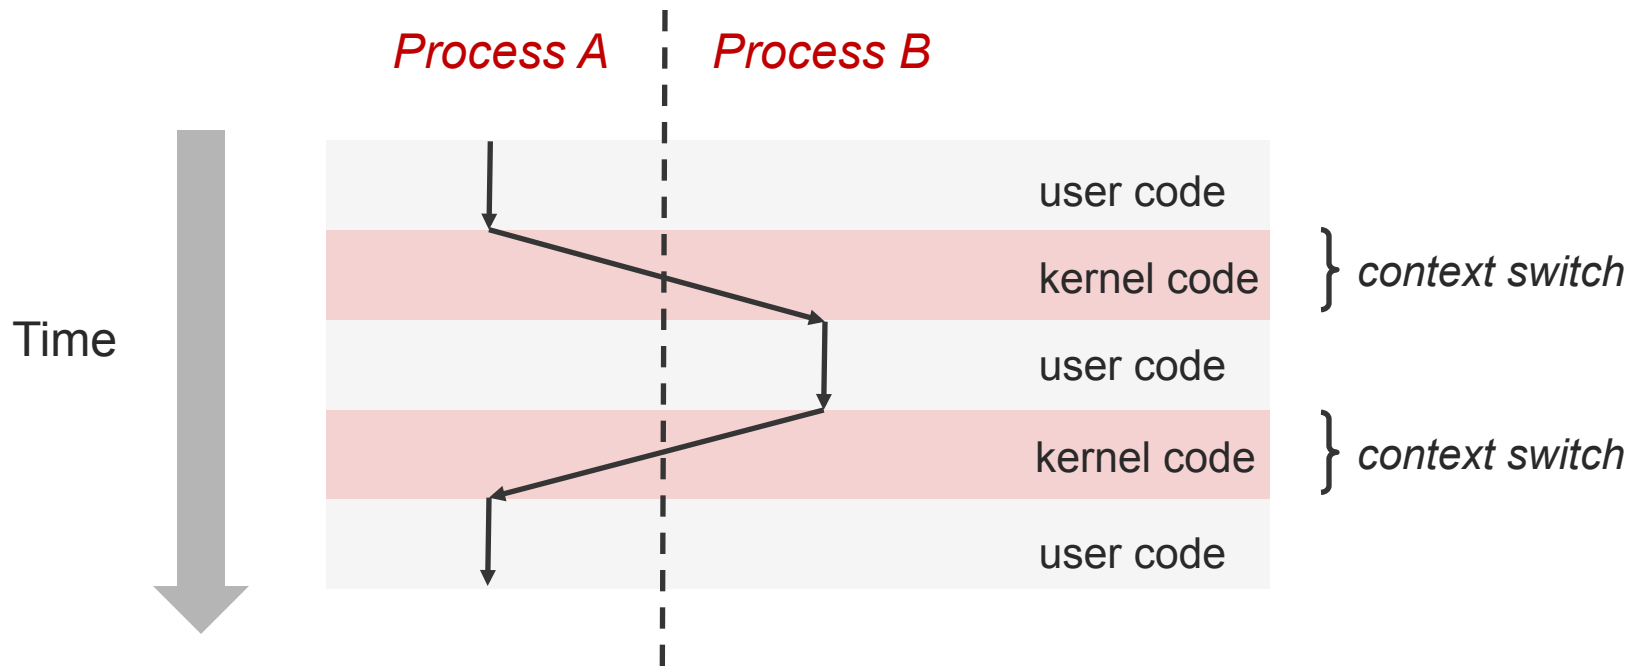 Process A
Process B
user code
kernel code
context switch
Time
user code
kernel code
context switch
user code